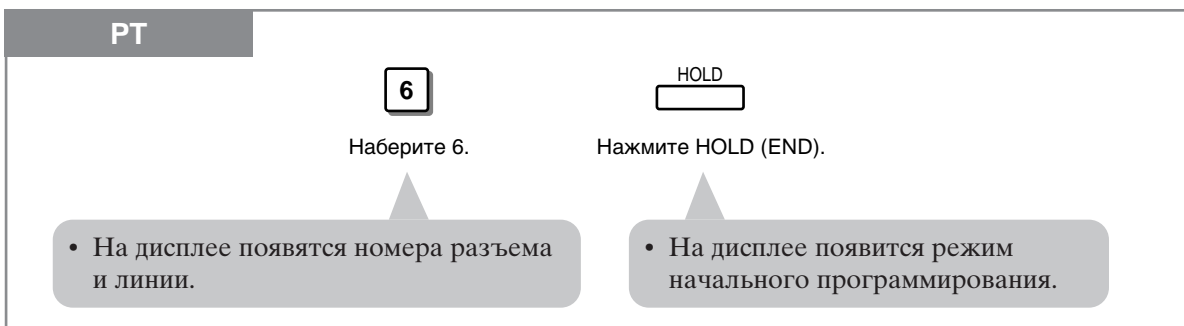 PT
6
HOLD
Наберите 6.
Нажмите HOLD (END).
• На дисплее появятся номера разъема
и линии.
• На дисплее появится режим
начального программирования.